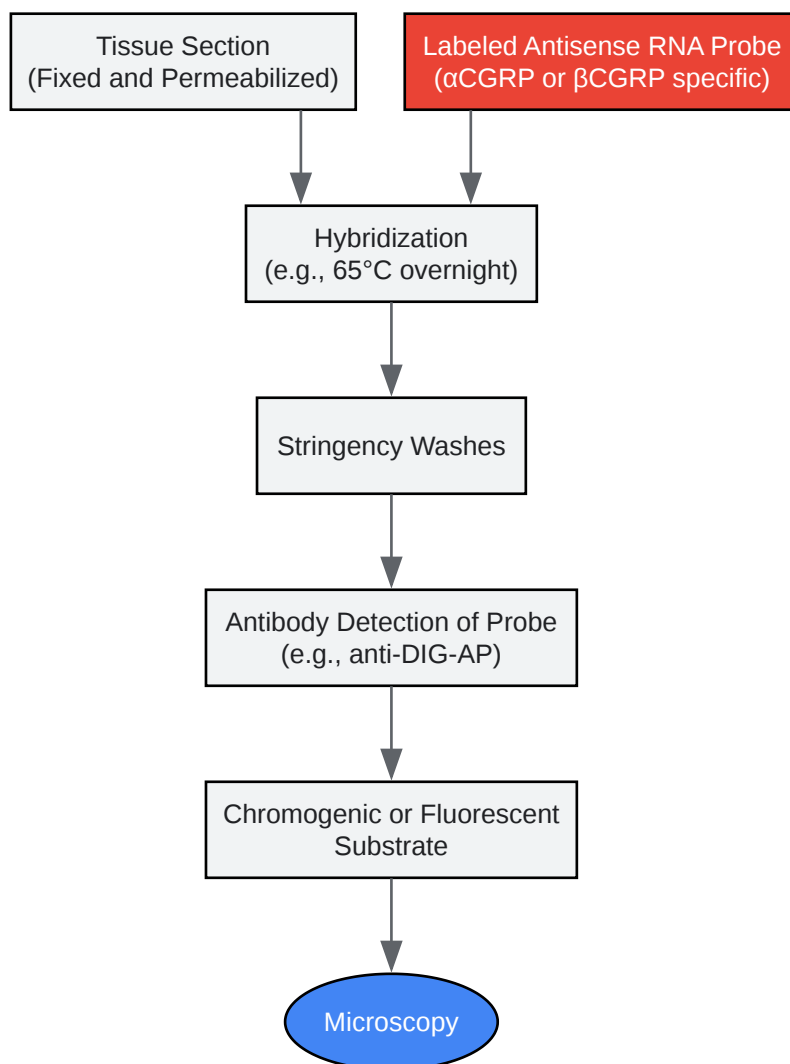 Tissue Section
(Fixed and Permeabilized)
Labeled Antisense RNA Probe
(αCGRP or βCGRP specific)
Hybridization
(e.g., 65°C overnight)
Stringency Washes
Antibody Detection of Probe
(e.g., anti-DIG-AP)
Chromogenic or Fluorescent
Substrate
Microscopy